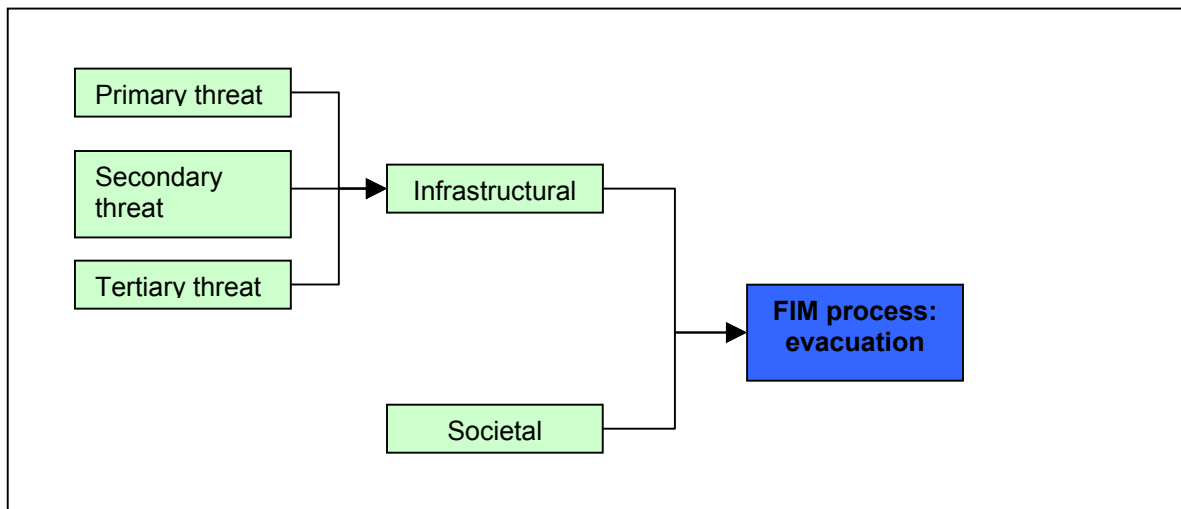 Primary threat
Secondary
threat
Infrastructural
Tertiary threat
FIM process:
evacuation
Societal